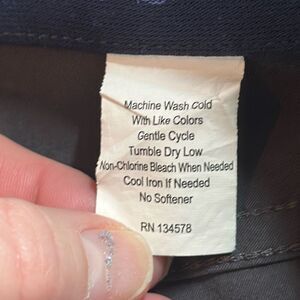 Machine Wash Cold
With Like Colors
Gentle Cycle
Tumble Dry Low
Non-Chlorine Bleach When Needed
Cool Iron If Needed
No Softener
RN 134578